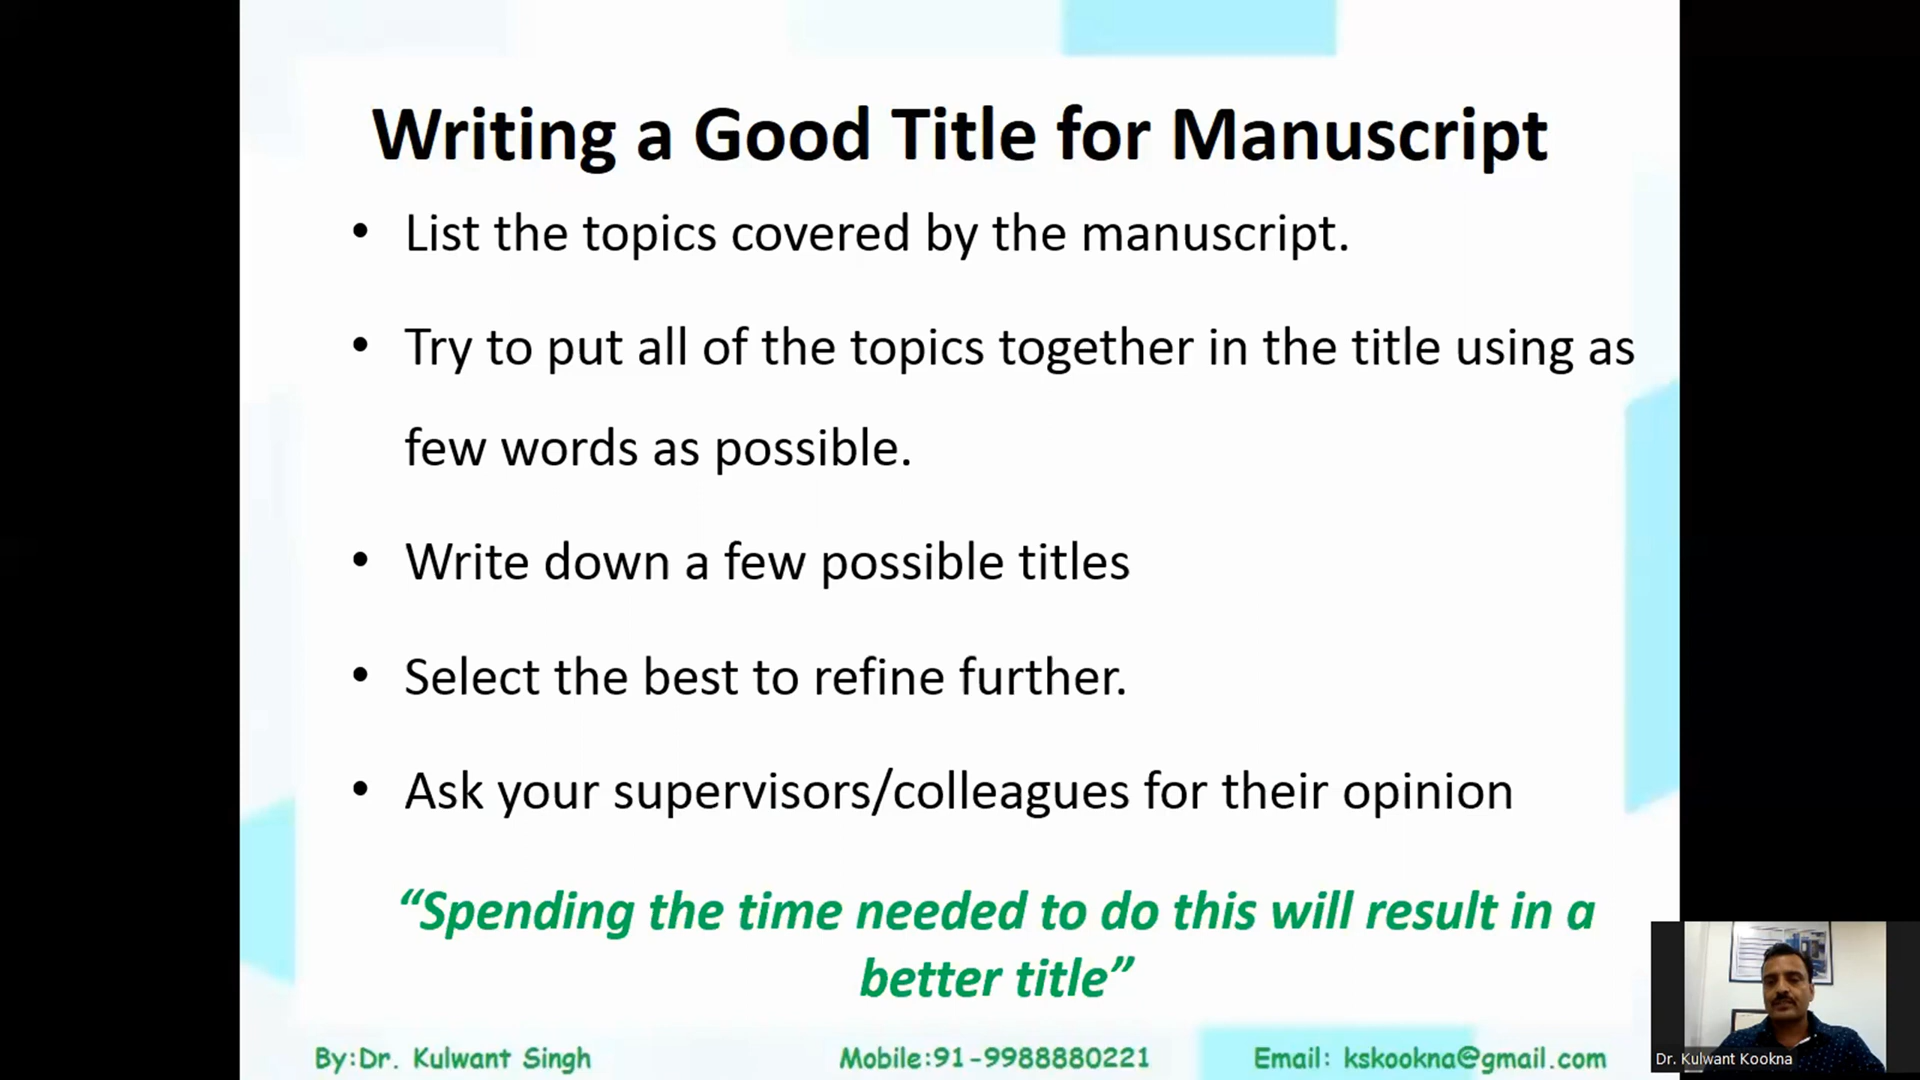 Writing a Good Title for Manuscript
• List the topics covered by the manuscript.
• Try to put all of the topics together in the title using as
few words as possible.
• Write down a few possible titles
• Select the best to refine further.
• Ask your supervisors/colleagues for their opinion
“Spending the time needed to do this will result in a
better title”
By:Dr. Kulwant Singh Mobile:91-9988880221 Email: kskookna@gmail.com
Dr. Kulwant Kookna